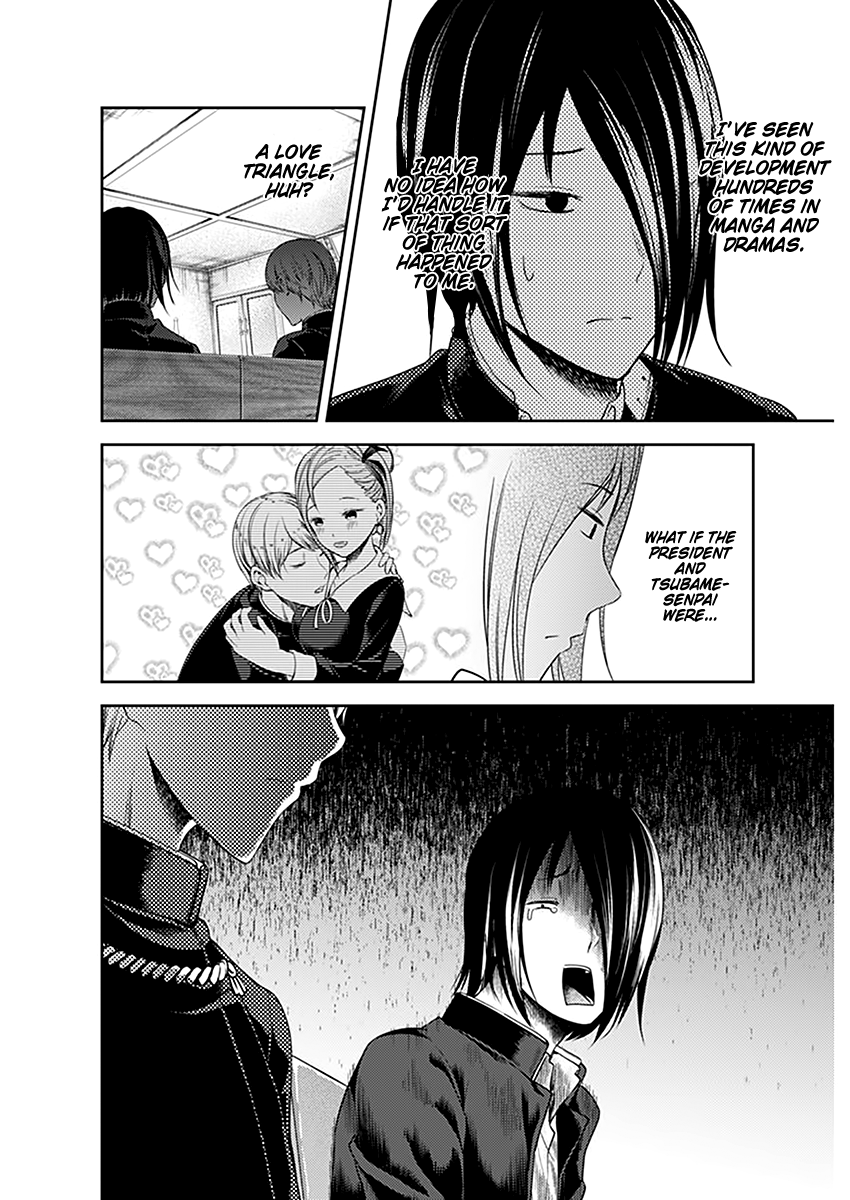 I'VE SEEN
THIS KIND OF
DEVELOPMENT
HUNDREDS
OF TIMES IN
MANGA AND
DRAMAS.
I HAVE
NO IDEA HOW
I'D HANDLE IT
IF THAT SORT
OF THING
HAPPENED
TO ME.
A LOVE
TRIANGLE,
HUH?
WHAT IF THE
PRESIDENT
AND
TSUBAME-
SENPAI
WERE...